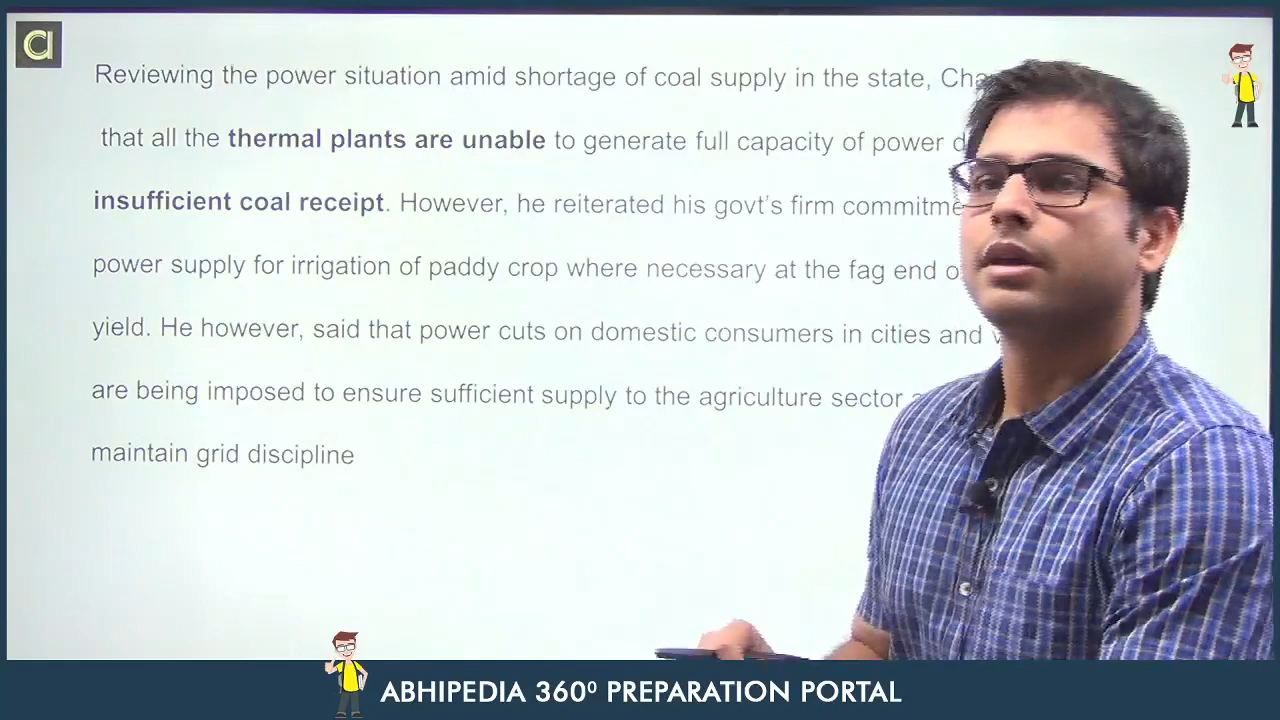 Reviewing the power situation amid shortage of coal supply in the state,
that all the thermal plants are unable to generate full capacity of power
insufficient coal receipt. However, he reiterated his govt's firm
power supply for irrigation of paddy crop where necessary at the fag end
yield. He however, said that power cuts on domestic consumers in cities and
are being imposed to ensure sufficient supply to the agriculture sector
maintain grid discipline
ABHIPEDIA 360⁰ PREPARATION PORTAL